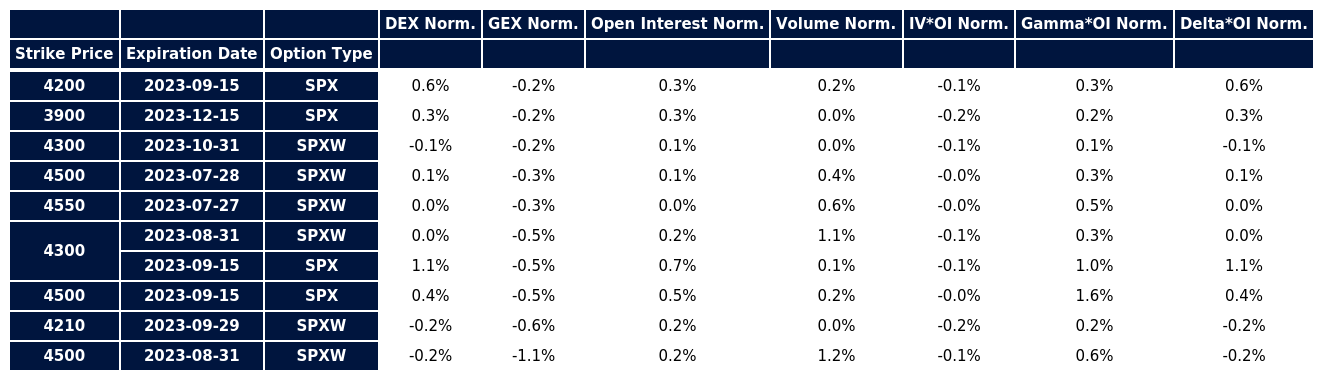 DEX Norm. GEX Norm. Open Interest Norm. Volume Norm. IV*OI Norm. Gamma*OI Norm. Delta*OI Norm.
Strike Price Expiration Date Option Type
4200 2023-09-15 SPX 0.6% -0.2% 0.3% 0.2% -0.1% 0.3% 0.6%
3900 2023-12-15 SPX 0.3% -0.2% 0.3% 0.0% -0.2% 0.2% 0.3%
4300 2023-10-31 SPXW -0.1% -0.2% 0.1% 0.0% -0.1% 0.1% -0.1%
4500 2023-07-28 SPXW 0.1% -0.3% 0.1% 0.4% -0.0% 0.3% 0.1%
4550 2023-07-27 SPXW 0.0% -0.3% 0.0% 0.6% -0.0% 0.5% 0.0%
4300 2023-08-31 SPXW 0.0% -0.5% 0.2% 1.1% -0.1% 0.3% 0.0%
2023-09-15 SPX 1.1% -0.5% 0.7% 0.1% -0.1% 1.0% 1.1%
4500 2023-09-15 SPX 0.4% -0.5% 0.5% 0.2% -0.0% 1.6% 0.4%
4210 2023-09-29 SPXW -0.2% -0.6% 0.2% 0.0% -0.2% 0.2% -0.2%
4500 2023-08-31 SPXW -0.2% -1.1% 0.2% 1.2% -0.1% 0.6% -0.2%